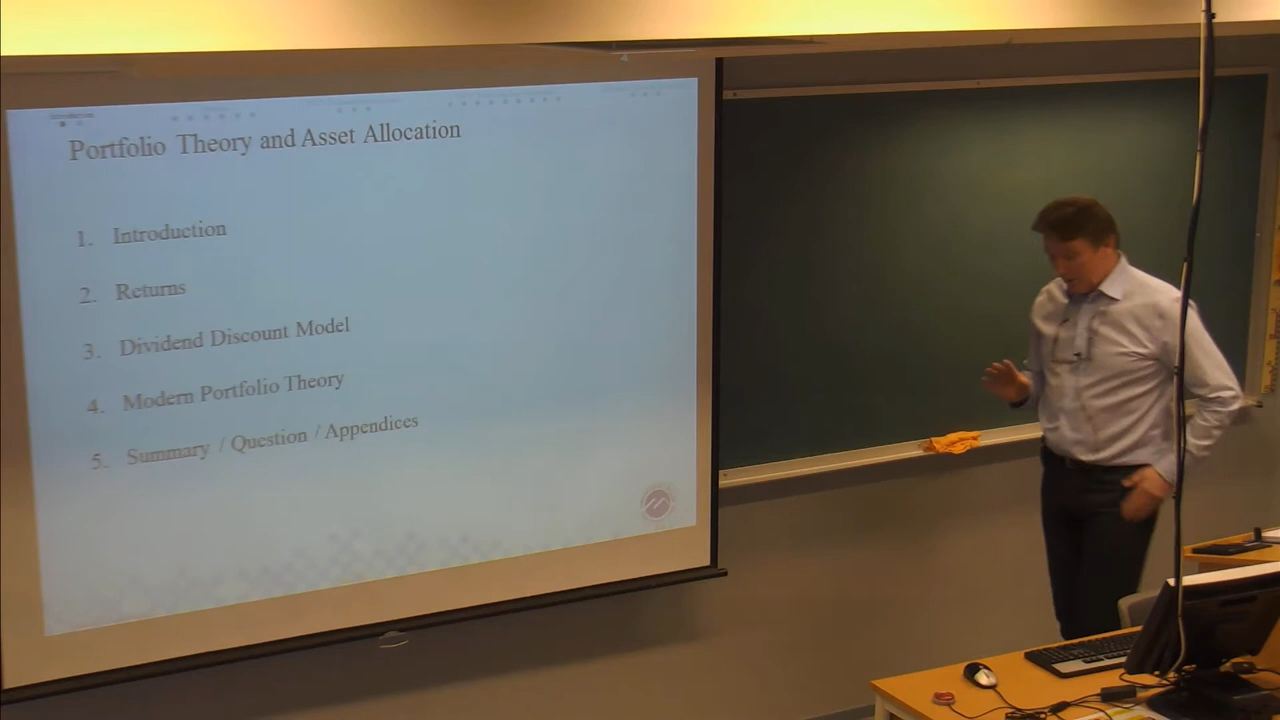 Introduction
Portfolio Theory and Asset Allocation
1. Introduction
2. Returns
3. Dividend Discount Model
4. Modern Portfolio Theory
5. Summary / Question / Appendices